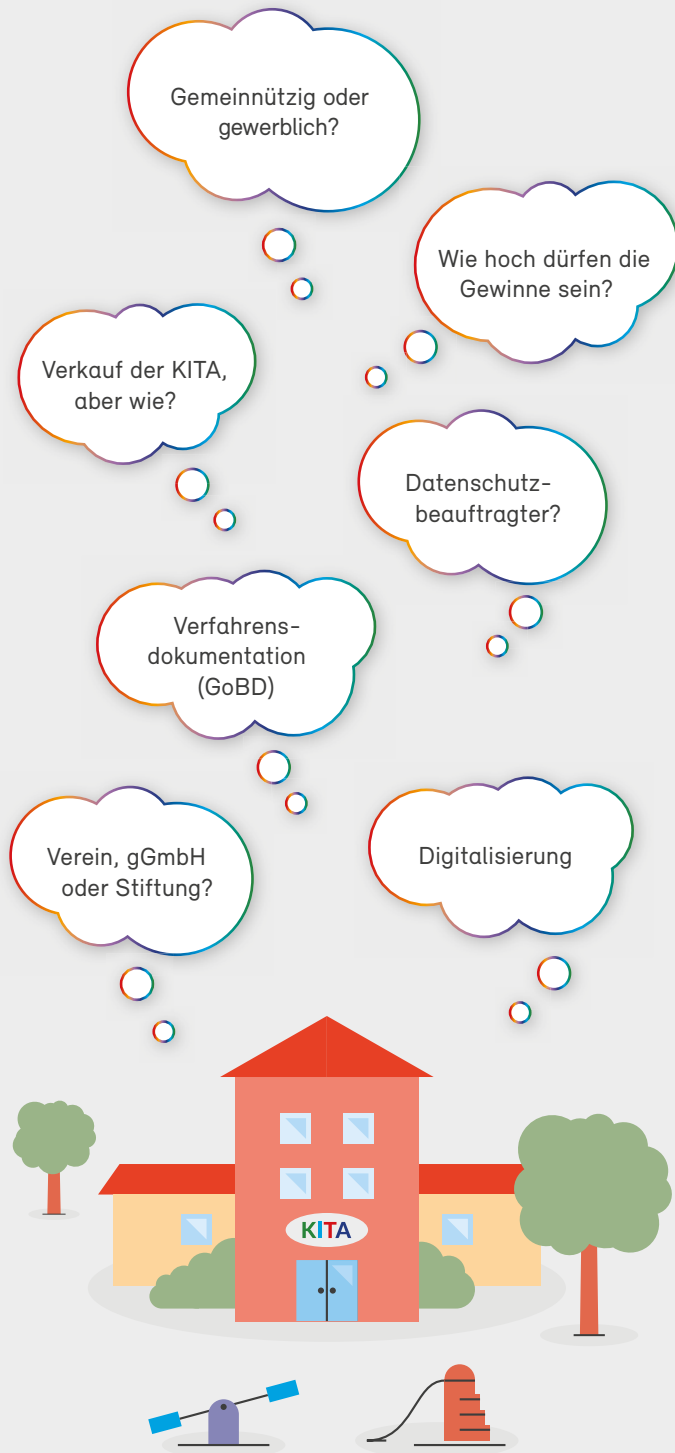 Gemeinnützig oder
gewerblich?
Wie hoch dürfen die
Gewinne sein?
Verkauf der KITA,
aber wie?
Datenschutz-
beauftragter?
Verfahrens-
dokumentation
(GoBD)
Verein, gGmbH
oder Stiftung?
Digitalisierung
KITA